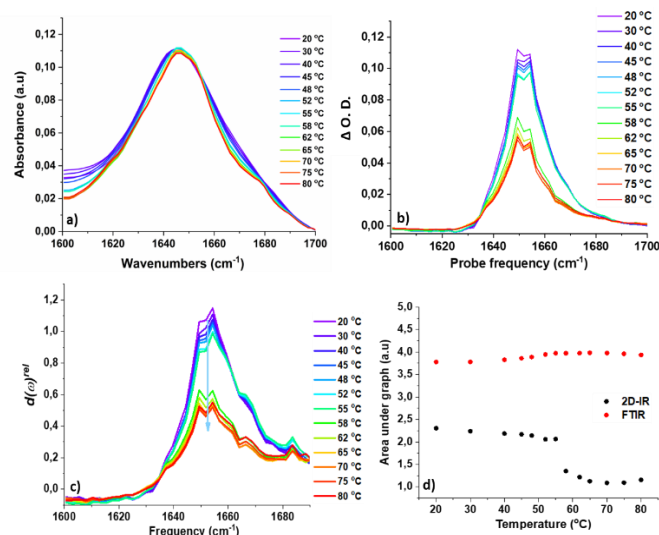 0,12
0,10
0,08
0,06
0,04
0,02
0,00
Absorbance (a.u)
20 °C
30 °C
40 °C
45 °C
48 °C
52 °C
55 °C
58 °C
62 °C
65 °C
70 °C
75 °C
80 °C
a)
1600 1620 1640 1660 1680 1700
Wavenumbers (cm⁻¹)
0,12
0,10
0,08
0,06
0,04
0,02
0,00
Δ O. D.
20 °C
30 °C
40 °C
45 °C
48 °C
52 °C
55 °C
58 °C
62 °C
65 °C
70 °C
75 °C
80 °C
b)
1600 1620 1640 1660 1680 1700
Probe frequency (cm⁻¹)
1,4
1,2
1,0
0,8
0,6
0,4
0,2
0,0
d(ω)rel
20 °C
30 °C
40 °C
45 °C
48 °C
52 °C
55 °C
58 °C
62 °C
65 °C
70 °C
75 °C
80 °C
c)
1600 1620 1640 1660 1680
Frequency (cm⁻¹)
5,0
4,5
4,0
3,5
3,0
2,5
2,0
1,5
1,0
Area under graph (a.u)
2D-IR
FTIR
d)
20 30 40 50 60 70 80
Temperature (°C)